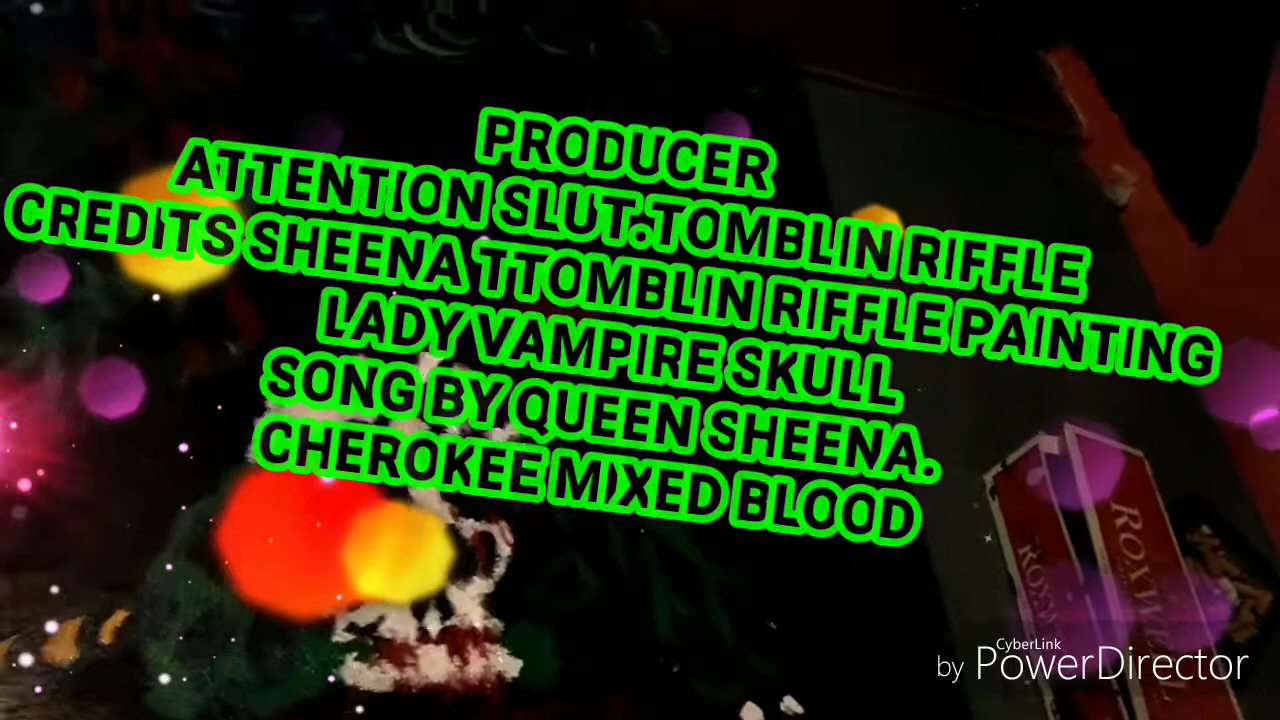 PRODUCER
ATTENTION SLUT.TOMBLIN RIFFLE
CREDITS SHEENA TTOMBLIN RIFFLE PAINTING
LADY VAMPIRE SKULL
SONG BY QUEEN SHEENA.
CHEROKEE MIXED BLOOD
CyberLink
by PowerDirector